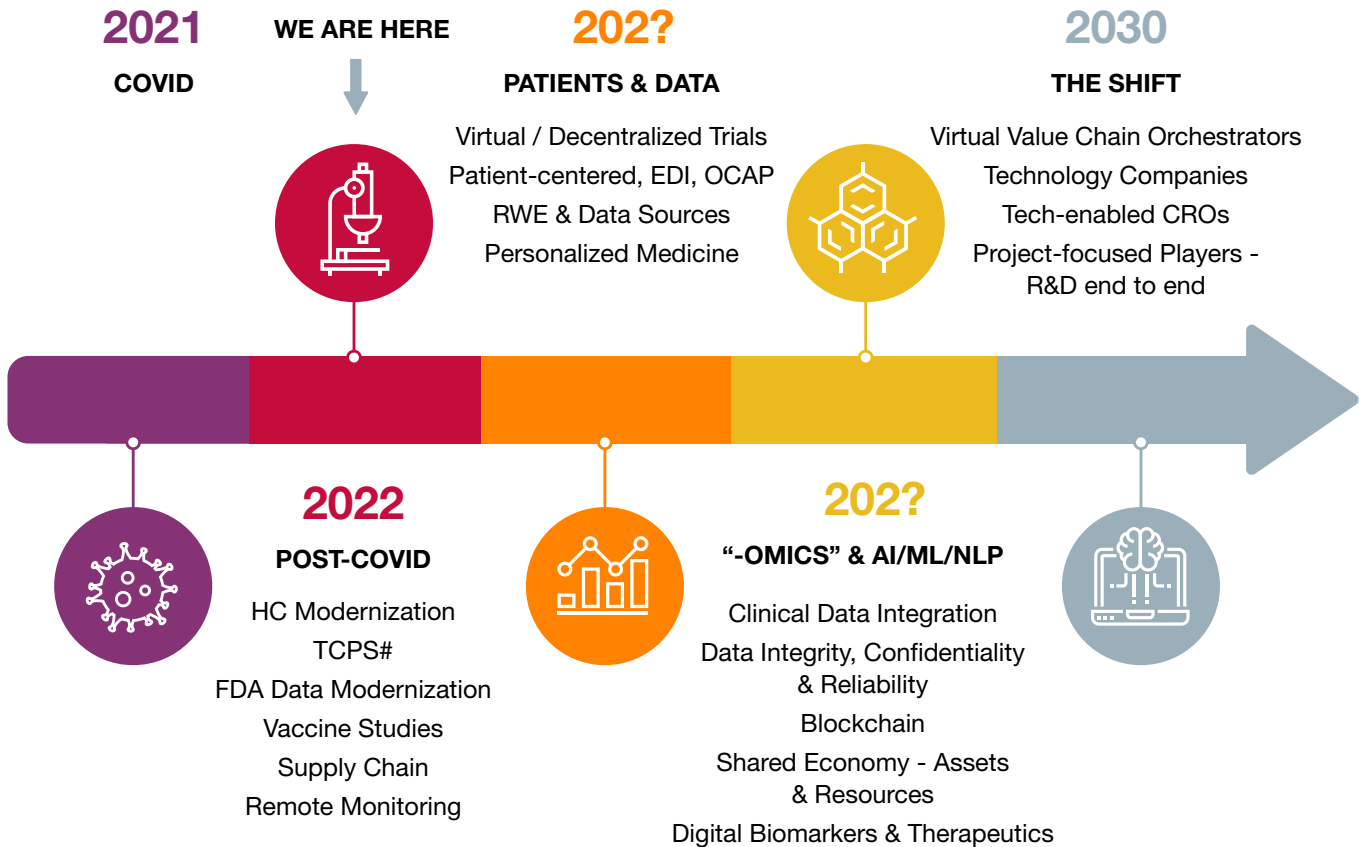 2021
COVID
WE ARE HERE
202?
PATIENTS & DATA
Virtual / Decentralized Trials
Patient-centered, EDI, OCAP
RWE & Data Sources
Personalized Medicine
2030
THE SHIFT
Virtual Value Chain Orchestrators
Technology Companies
Tech-enabled CROs
Project-focused Players -
R&D end to end
2022
POST-COVID
HC Modernization
TCPS#
FDA Data Modernization
Vaccine Studies
Supply Chain
Remote Monitoring
202?
“-OMICS” & AI/ML/NLP
Clinical Data Integration
Data Integrity, Confidentiality
& Reliability
Blockchain
Shared Economy - Assets
& Resources
Digital Biomarkers & Therapeutics